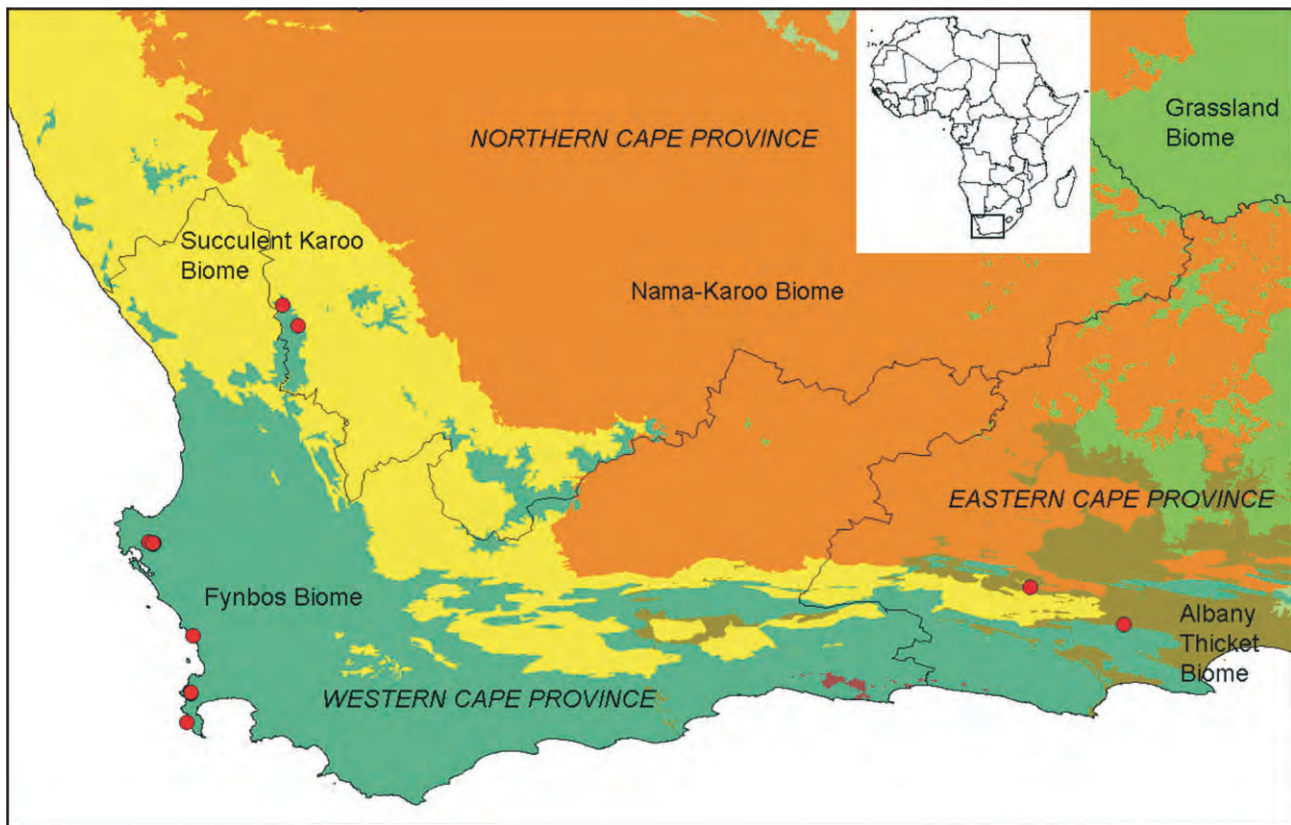 Grassland
Biome
NORTHERN CAPE PROVINCE
Succulent Karoo
Biome
Nama-Karoo Biome
EASTERN CAPE PROVINCE
Fynbos Biome
Albany
Thicket
Biome
WESTERN CAPE PROVINCE